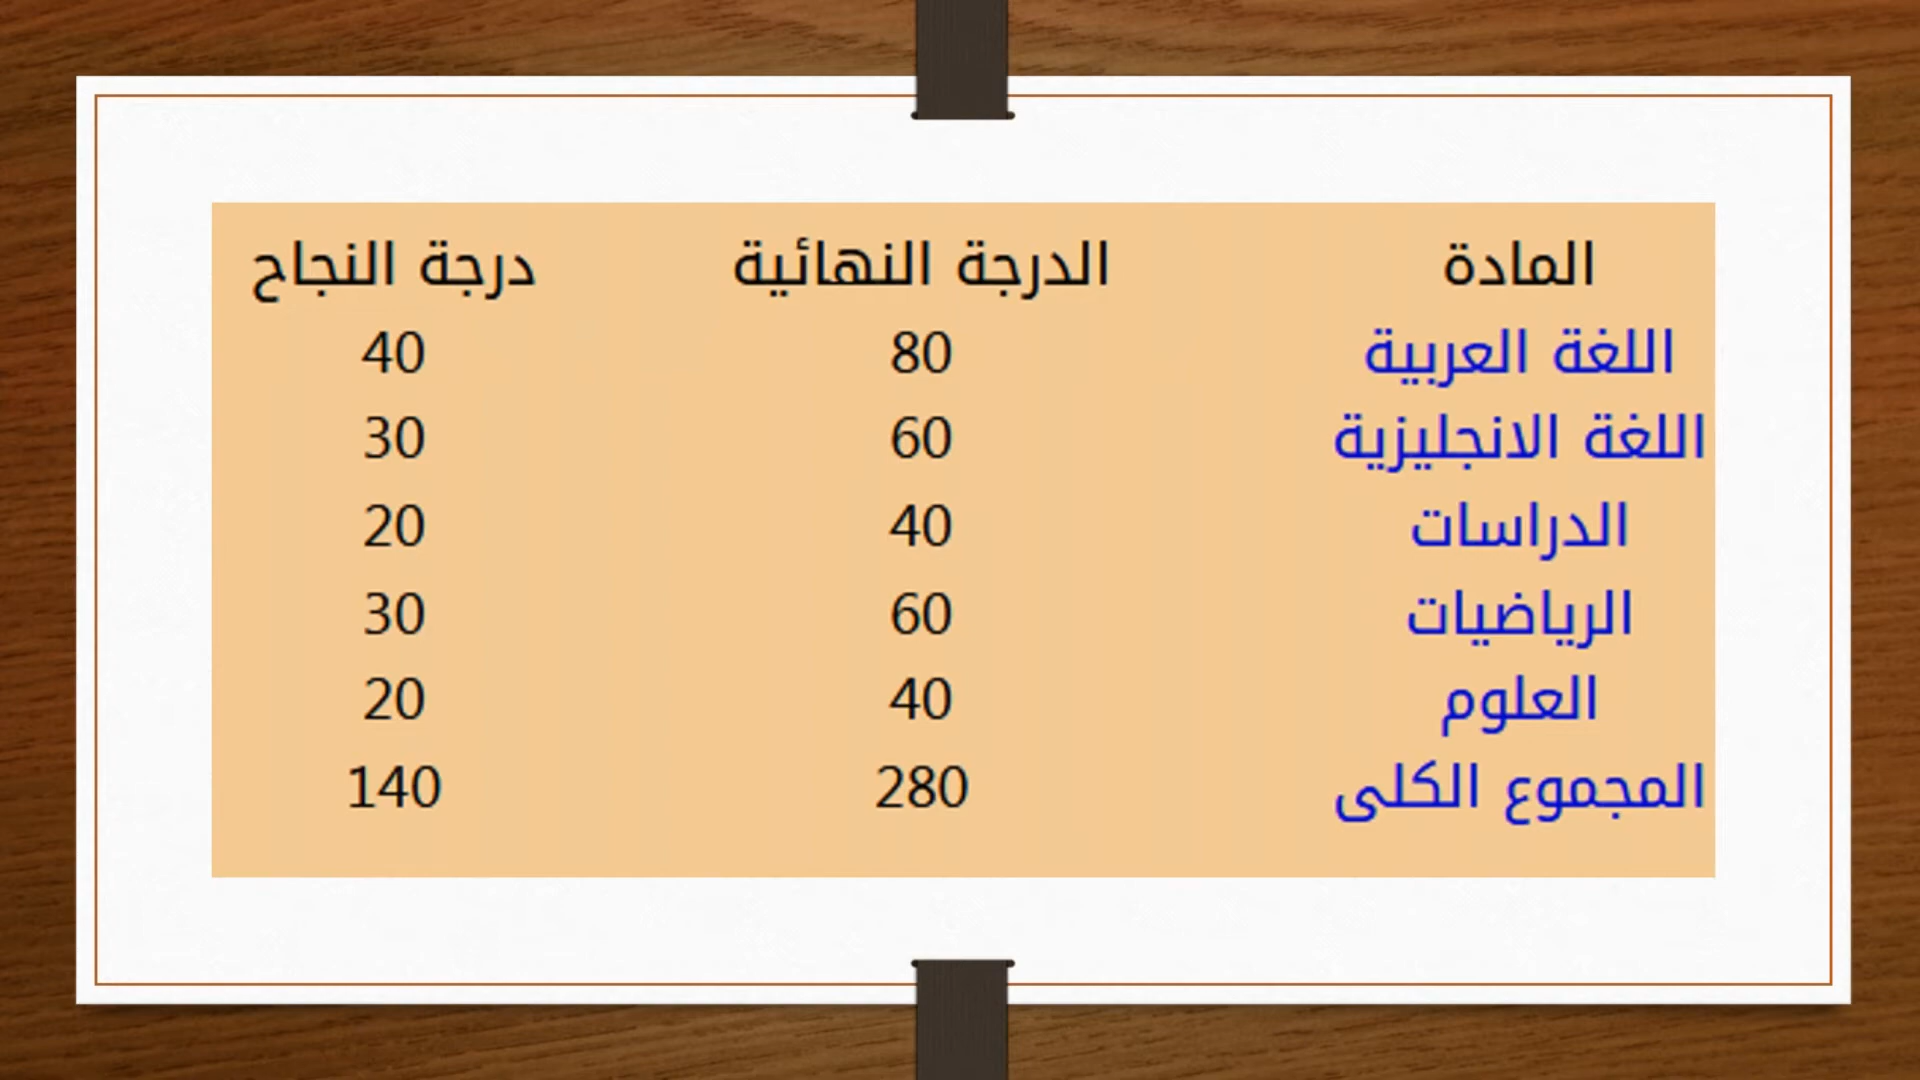 المادة الدرجة النهائية درجة النجاح
اللغة العربية 80 40
اللغة الانجليزية 60 30
الدراسات 40 20
الرياضيات 60 30
العلوم 40 20
المجموع الكلى 280 140